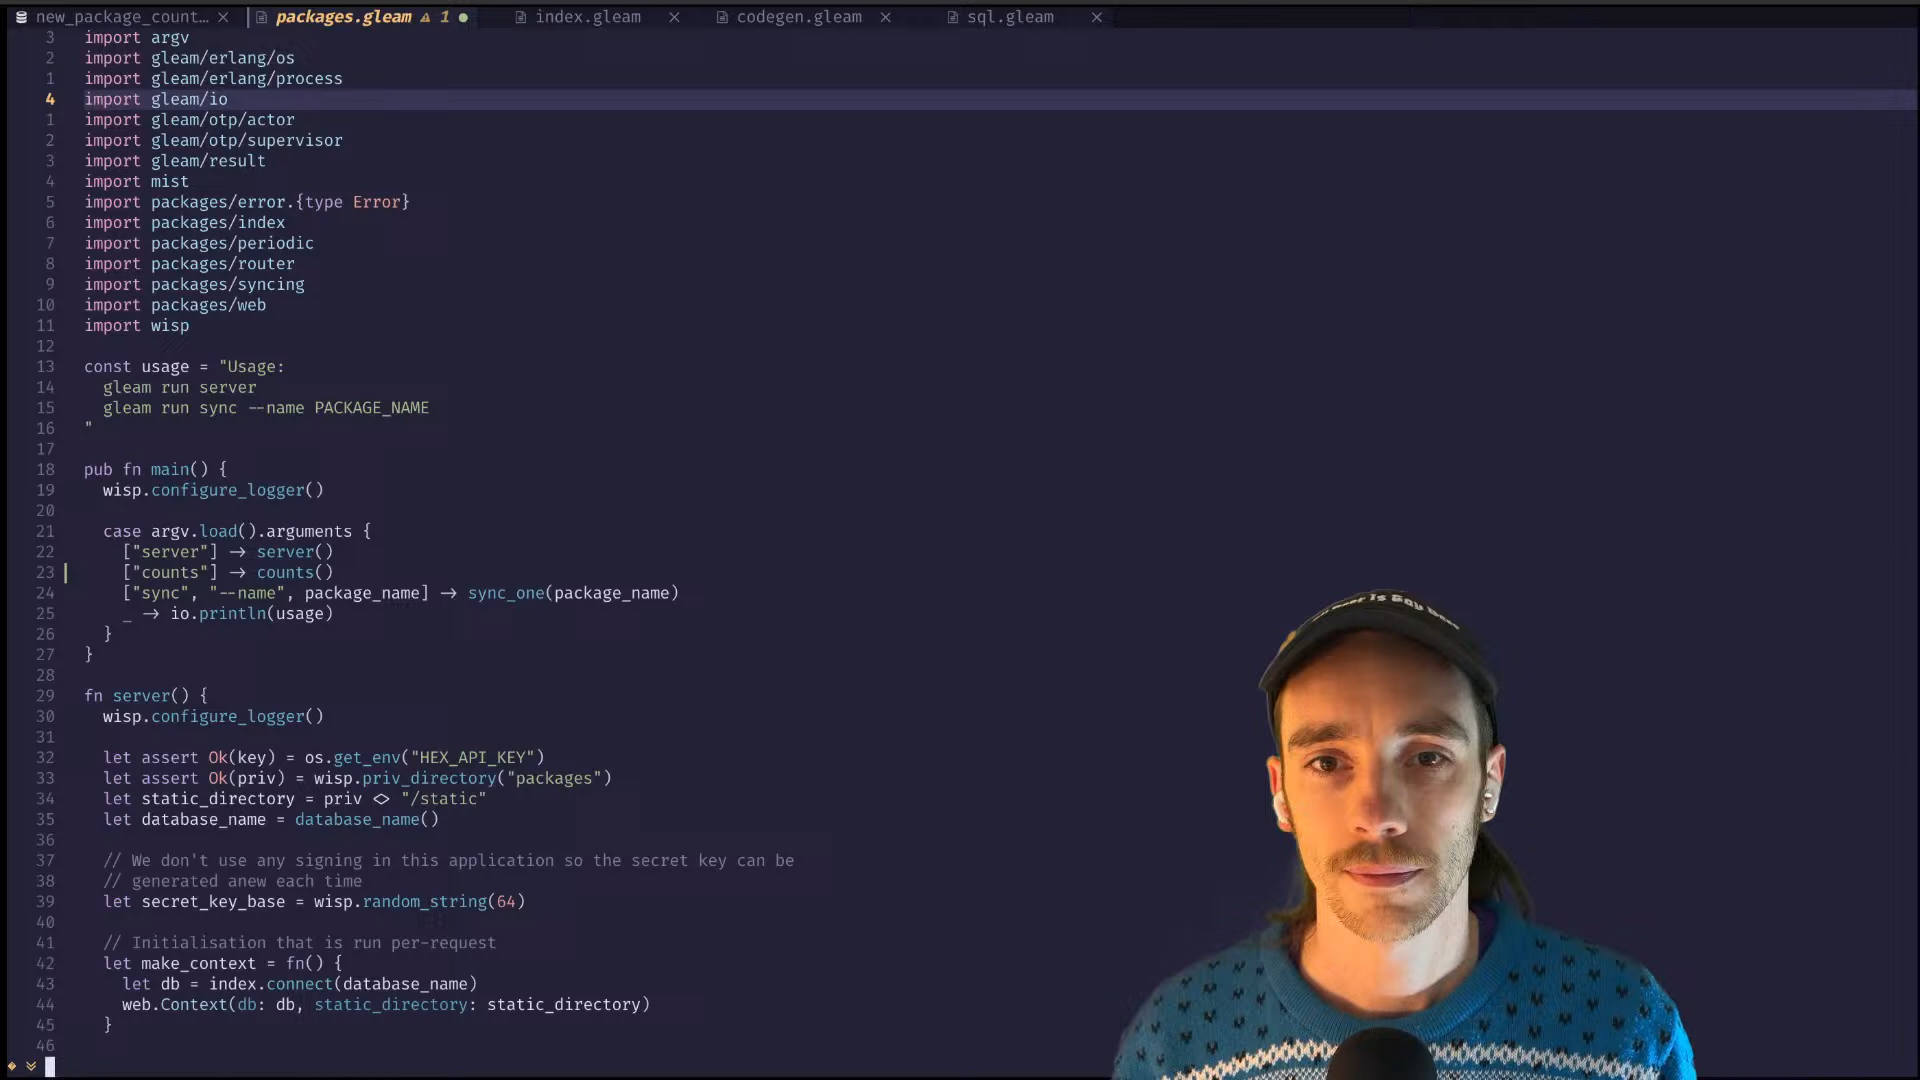 new_package_count... × packages.gleam 1 index.gleam × codegen.gleam × sql.gleam ×
3 import argv
2 import gleam/erlang/os
1 import gleam/erlang/process
4 import gleam/io
1 import gleam/otp/actor
2 import gleam/otp/supervisor
3 import gleam/result
4 import mist
5 import packages/error.{type Error}
6 import packages/index
7 import packages/periodic
8 import packages/router
9 import packages/syncing
10 import packages/web
11 import wisp
12
13 const usage = "Usage:
14 gleam run server
15 gleam run sync --name PACKAGE_NAME
16 "
17
18 pub fn main() {
19 wisp.configure_logger()
20
21 case argv.load().arguments {
22 ["server"] -> server()
23 ["counts"] -> counts()
24 ["sync", "--name", package_name] -> sync_one(package_name)
25 _ -> io.println(usage)
26 }
27 }
28
29 fn server() {
30 wisp.configure_logger()
31
32 let assert Ok(key) = os.get_env("HEX_API_KEY")
33 let assert Ok(priv) = wisp.priv_directory("packages")
34 let static_directory = priv <> "/static"
35 let database_name = database_name()
36
37 // We don't use any signing in this application so the secret key can be
38 // generated anew each time
39 let secret_key_base = wisp.random_string(64)
40
41 // Initialisation that is run per-request
42 let make_context = fn() {
43 let db = index.connect(database_name)
44 web.Context(db: db, static_directory: static_directory)
45 }
46